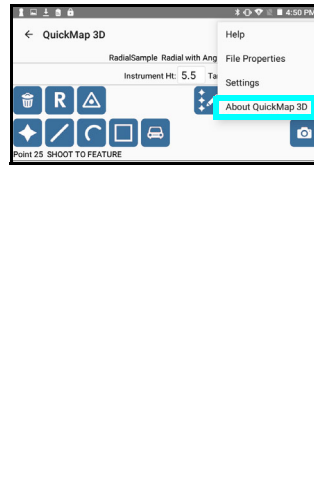 4:50 PM
← QuickMap 3D
Help
RadialSample Radial with Ang
File Properties
Instrument Ht: 5.5 Ta
Settings
R
About QuickMap 3D
Point 25 SHOOT TO FEATURE